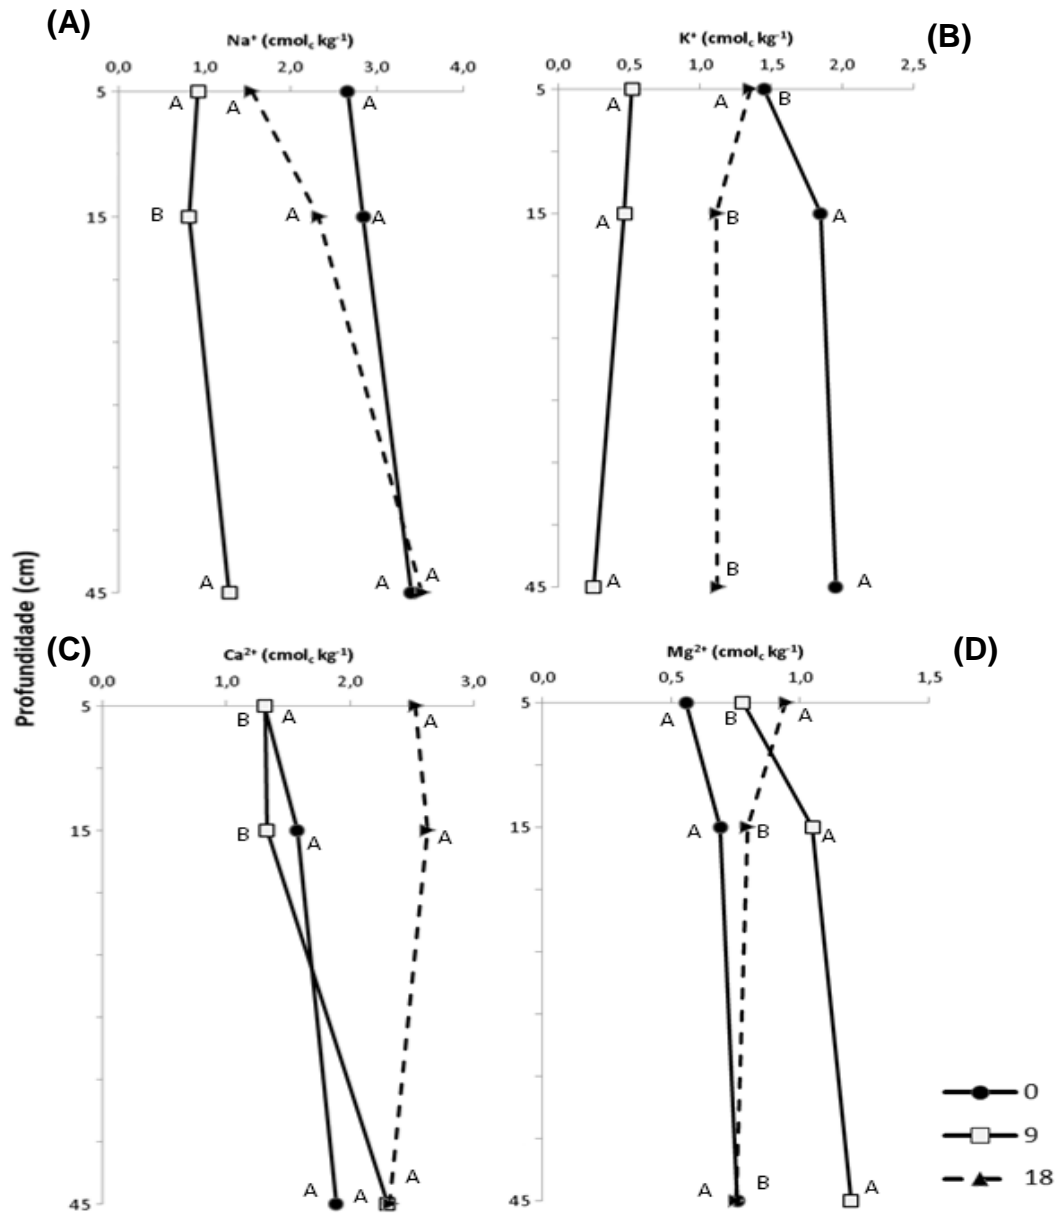 (A)
Na⁺ (cmolc kg⁻¹)
0,0 1,0 2,0 3,0 4,0
5
A A A
15
B A A
45
A A A
(B)
K⁺ (cmolc kg⁻¹)
0,0 0,5 1,0 1,5 2,0 2,5
5
A A B
15
A B A
45
A B A
Profundidade (cm)
(C)
Ca²⁺ (cmolc kg⁻¹)
0,0 1,0 2,0 3,0
5
B A A
15
B A A
45
A A A
(D)
Mg²⁺ (cmolc kg⁻¹)
0,0 0,5 1,0 1,5
5
A B A
15
A B A
45
A B A
0
9
18